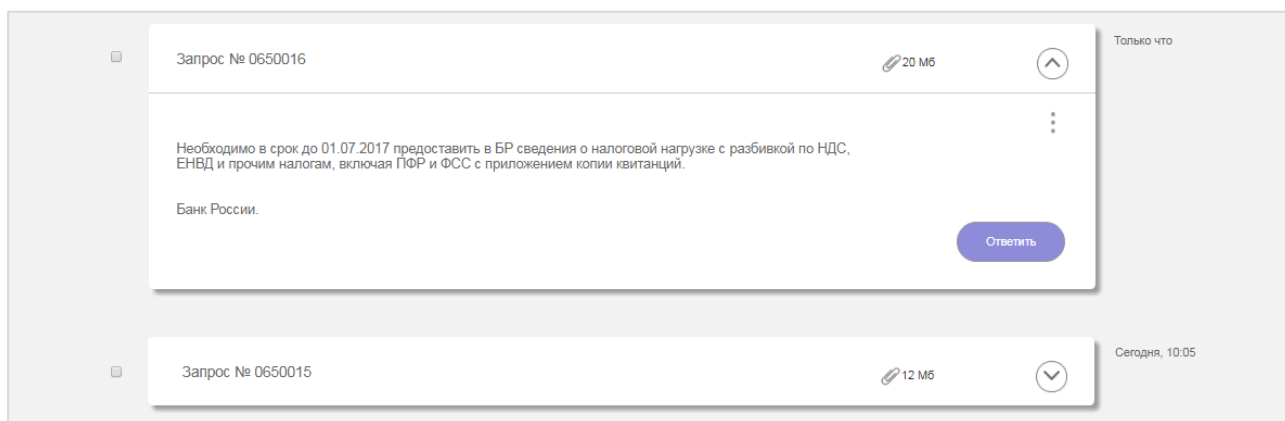 Только что
Запрос № 0650016
20 Мб
Необходимо в срок до 01.07.2017 предоставить в БР сведения о налоговой нагрузке с разбивкой по НДС,
ЕНВД и прочим налогам, включая ПФР и ФСС с приложением копии квитанций.
Банк России.
Ответить
Сегодня, 10:05
Запрос № 0650015
12 Мб